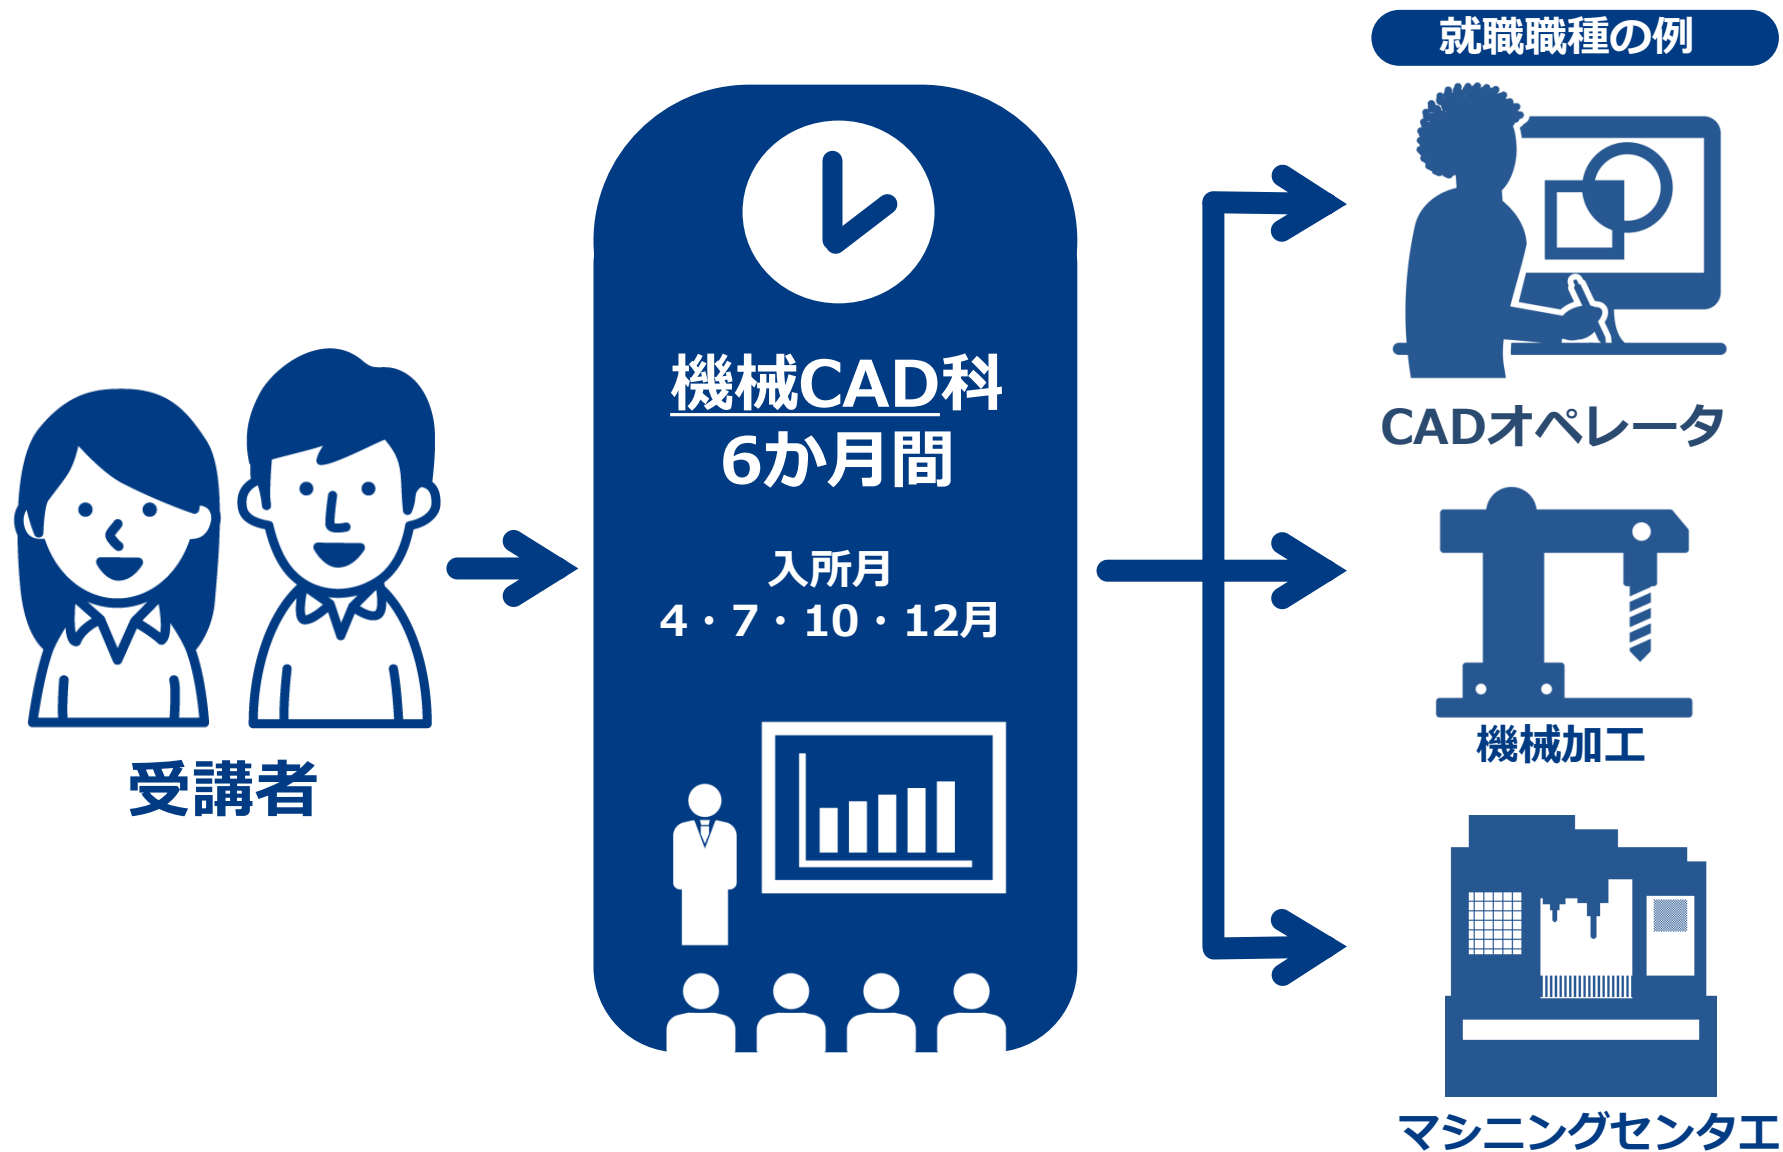 就職職種の例
機械CAD科
6か月間
入所月
4・7・10・12月
受講者
CADオペレータ
機械加工
マシニングセンタ工